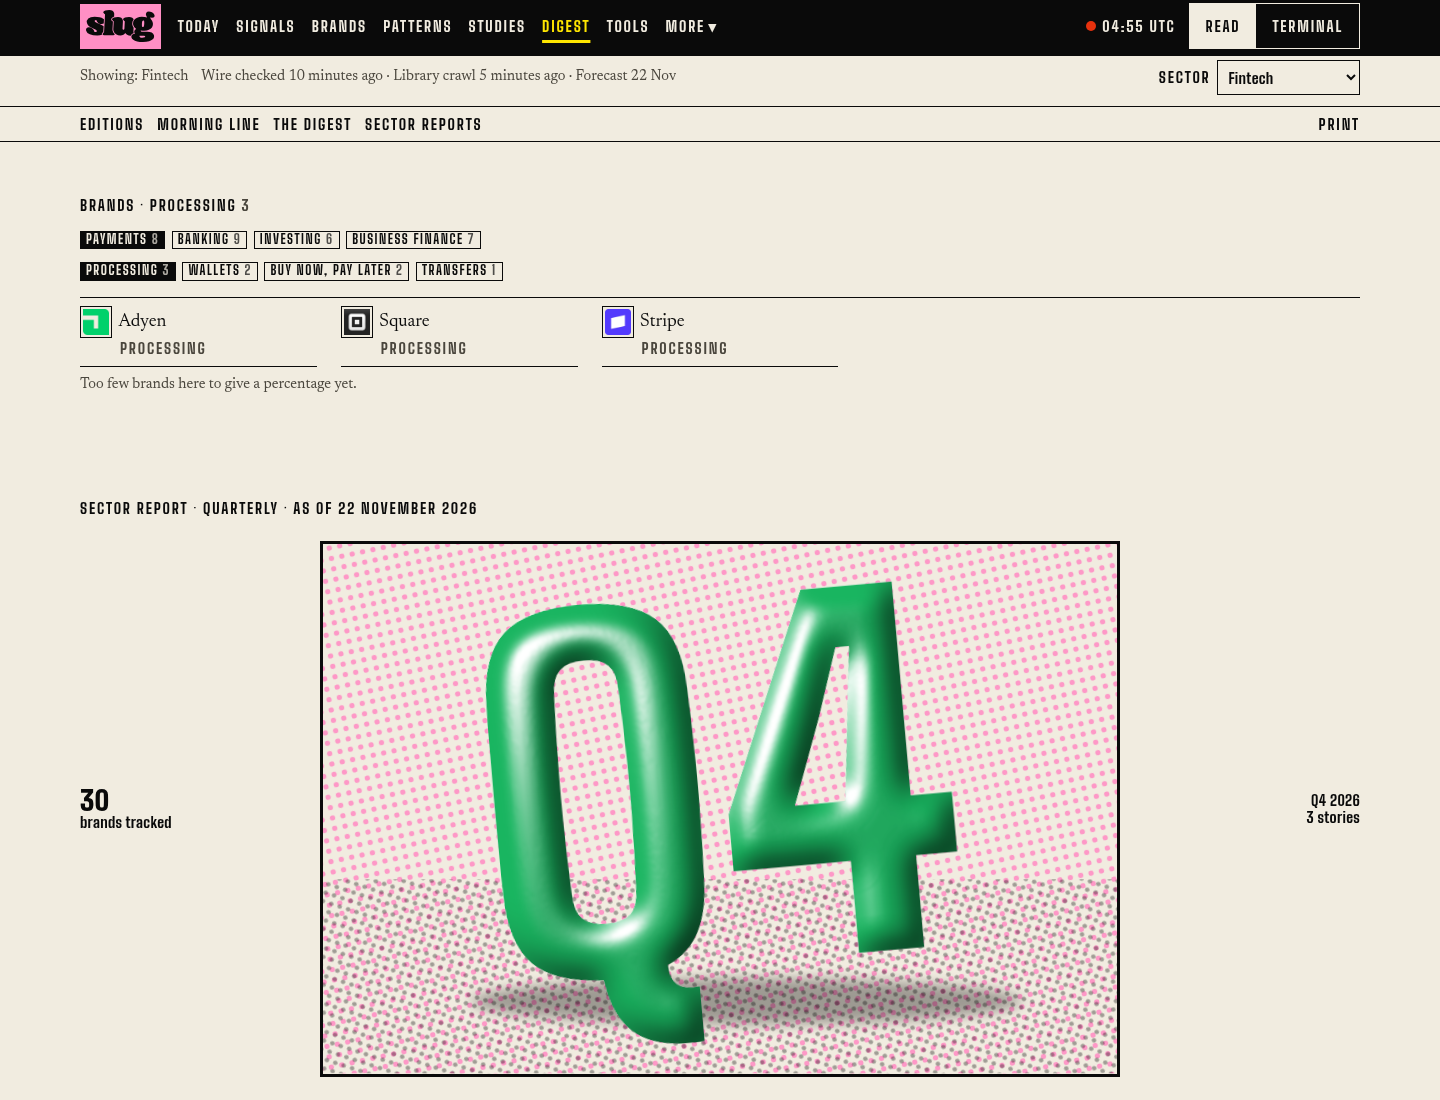 slug TODAY SIGNALS BRANDS PATTERNS STUDIES DIGEST TOOLS MORE ▾ 04:55 UTC READ TERMINAL
Showing: Fintech Wire checked 10 minutes ago · Library crawl 5 minutes ago · Forecast 22 Nov SECTOR Fintech
EDITIONS MORNING LINE THE DIGEST SECTOR REPORTS PRINT
BRANDS · PROCESSING 3
PAYMENTS 8 BANKING 9 INVESTING 6 BUSINESS FINANCE 7
PROCESSING 3 WALLETS 2 BUY NOW, PAY LATER 2 TRANSFERS 1
Adyen Square Stripe
PROCESSING PROCESSING PROCESSING
Too few brands here to give a percentage yet.
SECTOR REPORT · QUARTERLY · AS OF 22 NOVEMBER 2026
Q4
30
brands tracked
Q4 2026
3 stories